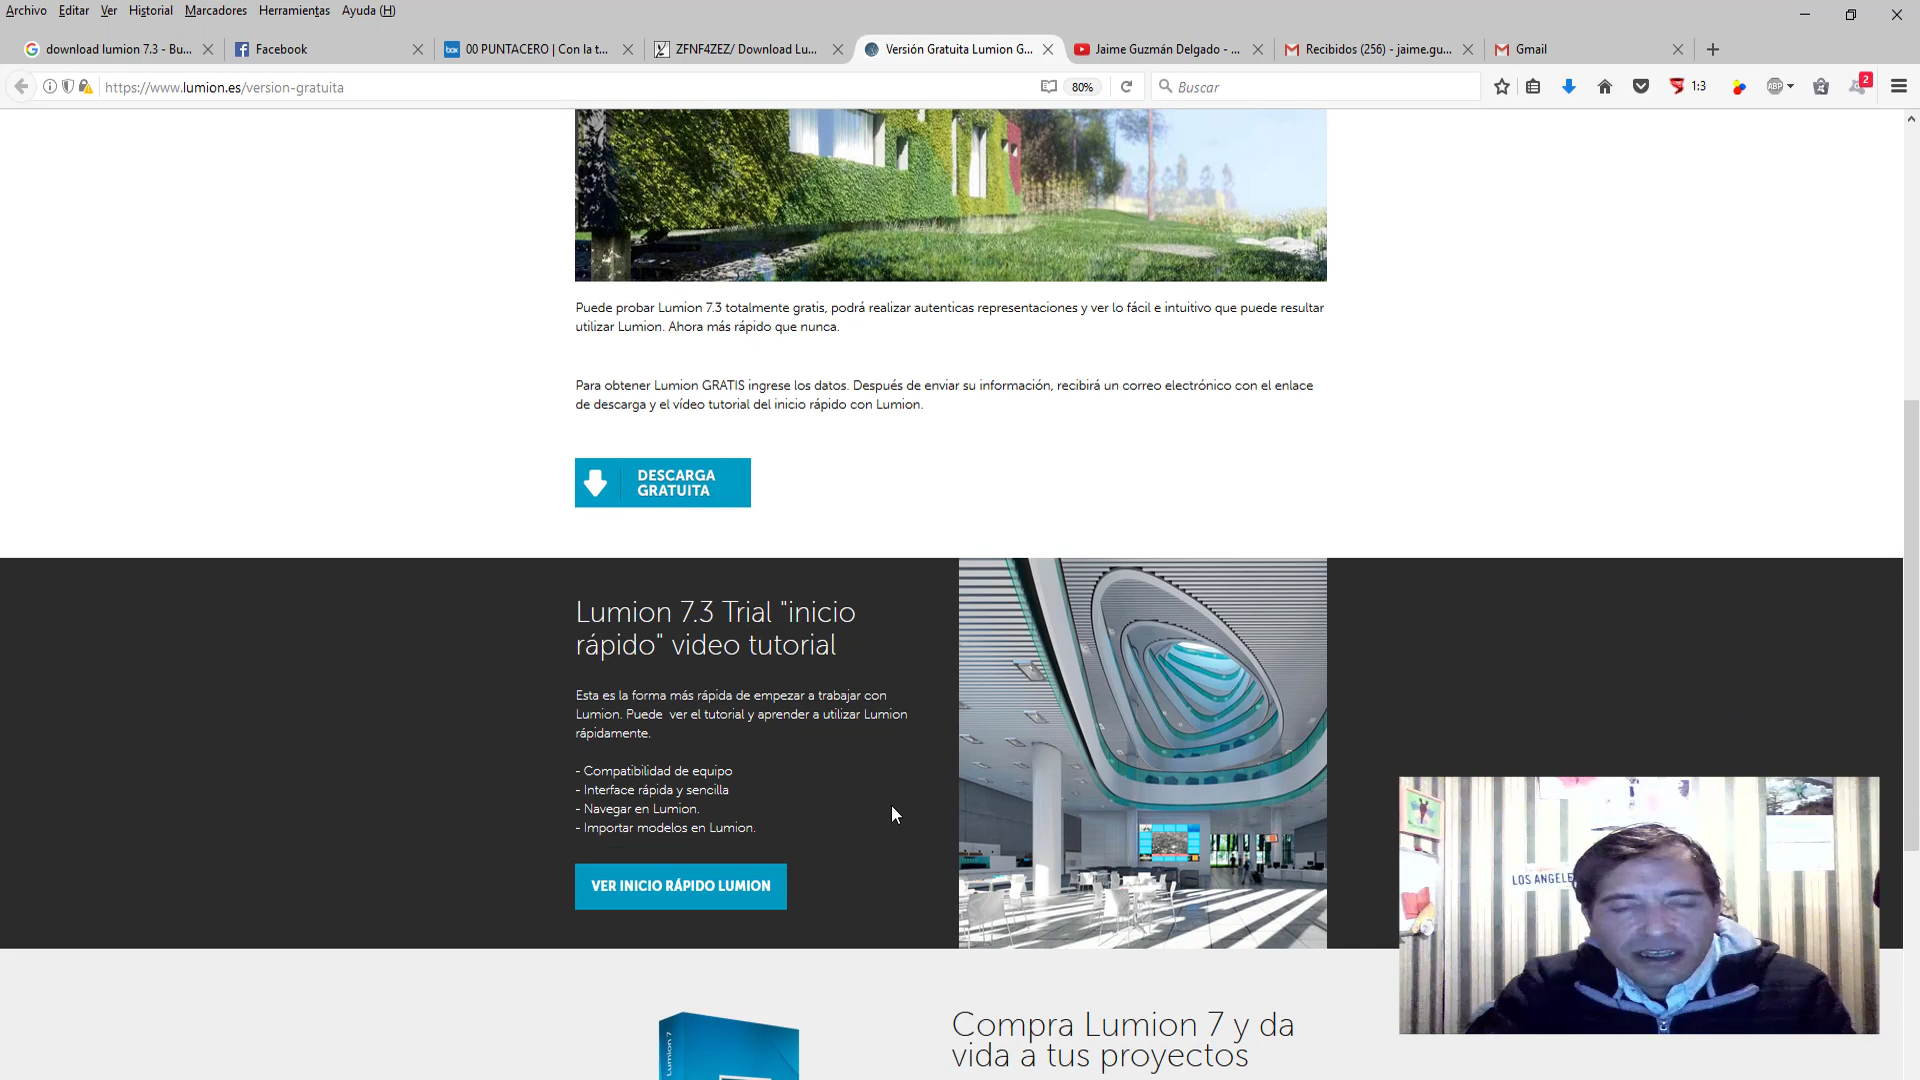 Archivo Editar Ver Historial Marcadores Herramientas Ayuda (H)
download lumion 7.3 - Bu...
Facebook
box
00 PUNTACERO | Con la t...
ZFNF4ZEZ/ Download Lu...
Versión Gratuita Lumion G...
Jaime Guzmán Delgado - ...
Recibidos (256) - jaime.gu...
Gmail
https://www.lumion.es/version-gratuita
80%
Buscar
1:3
ABP
2
Puede probar Lumion 7.3 totalmente gratis, podrá realizar autenticas representaciones y ver lo fácil e intuitivo que puede resultar
utilizar Lumion. Ahora más rápido que nunca.
Para obtener Lumion GRATIS ingrese los datos. Después de enviar su información, recibirá un correo electrónico con el enlace
de descarga y el vídeo tutorial del inicio rápido con Lumion.
DESCARGA
GRATUITA
Lumion 7.3 Trial "inicio
rápido" video tutorial
Esta es la forma más rápida de empezar a trabajar con
Lumion. Puede ver el tutorial y aprender a utilizar Lumion
rápidamente.
- Compatibilidad de equipo
- Interface rápida y sencilla
- Navegar en Lumion.
- Importar modelos en Lumion.
VER INICIO RÁPIDO LUMION
LOS ANGELE
Lumion 7
Compra Lumion 7 y da
vida a tus proyectos